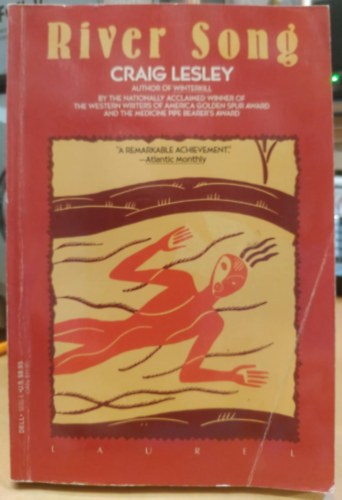 River Song
CRAIG LESLEY
AUTHOR OF WINTERKILL
BY THE NATIONALLY ACCLAIMED WINNER OF
THE WESTERN WRITERS OF AMERICA GOLDEN SPUR AWARD
AND THE MEDICINE PIPE BEARER'S AWARD
"A REMARKABLE ACHIEVEMENT."
—Atlantic Monthly
LAUREL
DELL